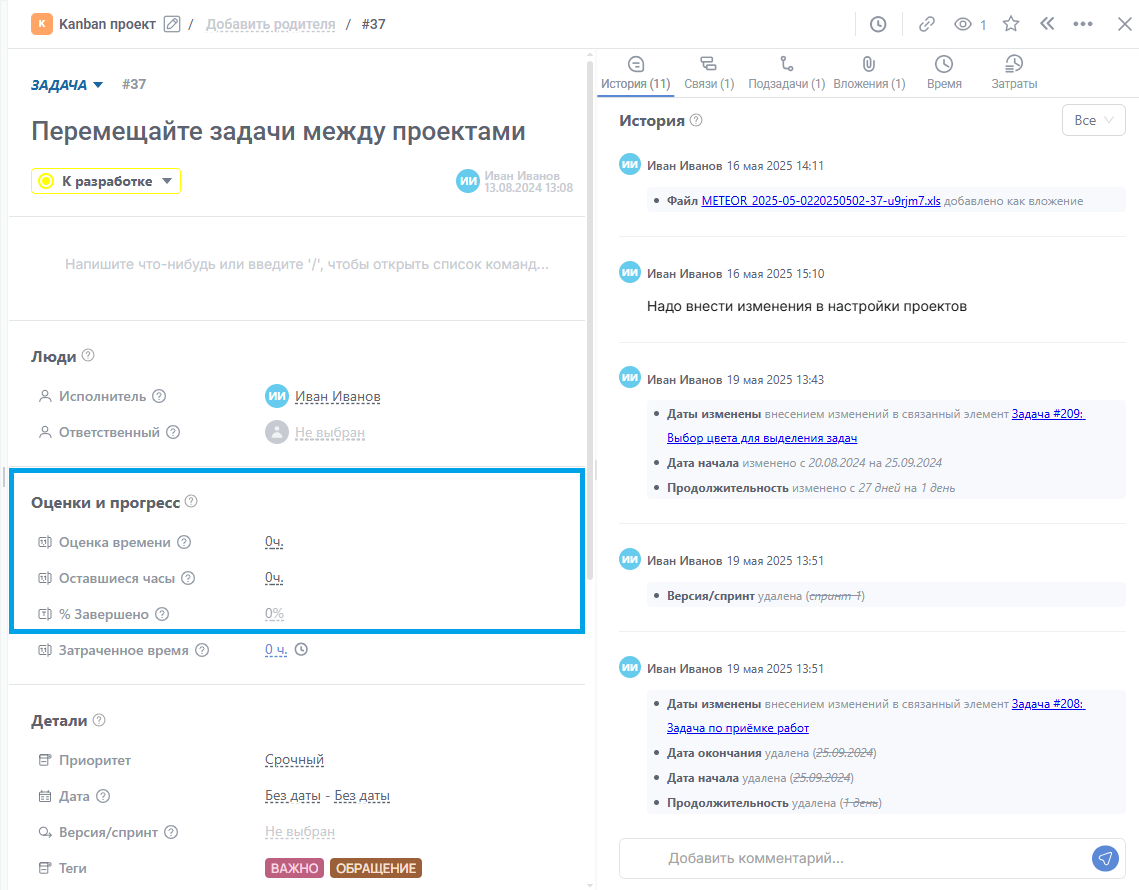 К Kanban проект / Добавить родителя / #37
1
ЗАДАЧА #37
Перемещайте задачи между проектами
К разработке
ИИ Иван Иванов
13.08.2024 13:08
Напишите что-нибудь или введите '/', чтобы открыть список команд...
Люди
Исполнитель ИИ Иван Иванов
Ответственный Не выбран
Оценки и прогресс
Оценка времени 0ч.
Оставшиеся часы 0ч.
% Завершено 0%
Затраченное время 0 ч.
Детали
Приоритет Срочный
Дата Без даты - Без даты
Версия/спринт Не выбран
Теги ВАЖНО ОБРАЩЕНИЕ
История (11) Связи (1) Подзадачи (1) Вложения (1) Время Затраты
История Все
ИИ Иван Иванов 16 мая 2025 14:11
• Файл METEOR_2025-05-0220250502-37-u9rjm7.xls добавлено как вложение
ИИ Иван Иванов 16 мая 2025 15:10
Надо внести изменения в настройки проектов
ИИ Иван Иванов 19 мая 2025 13:43
• Даты изменены внесением изменений в связанный элемент Задача #209:
Выбор цвета для выделения задач
• Дата начала изменено с 20.08.2024 на 25.09.2024
• Продолжительность изменено с 27 дней на 1 день
ИИ Иван Иванов 19 мая 2025 13:51
• Версия/спринт удалена (спринт 1)
ИИ Иван Иванов 19 мая 2025 13:51
• Даты изменены внесением изменений в связанный элемент Задача #208:
Задача по приёмке работ
• Дата окончания удалена (25.09.2024)
• Дата начала удалена (25.09.2024)
• Продолжительность удалена (1 день)
Добавить комментарий...